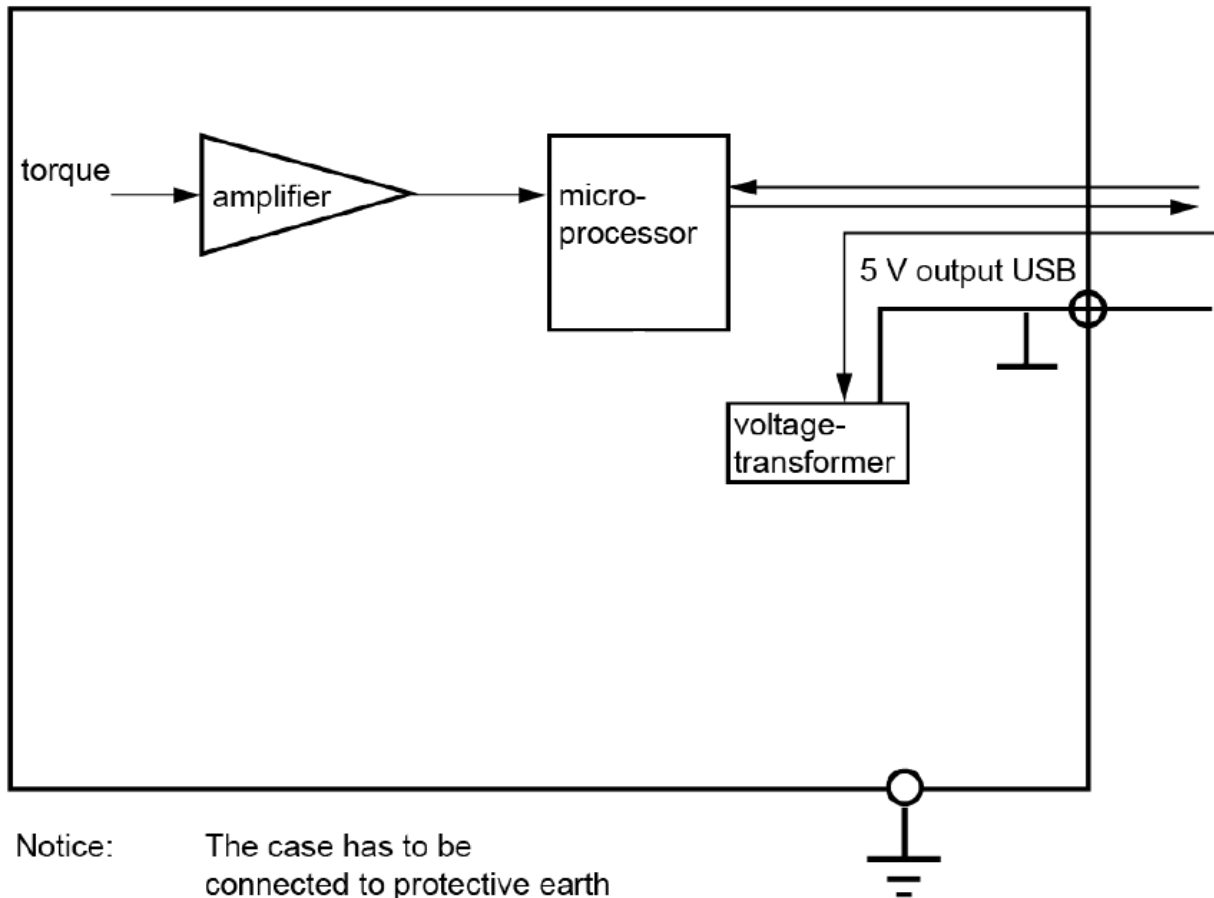 torque
amplifier
micro-
processor
5 V output USB
voltage-
transformer
Notice: The case has to be
connected to protective earth